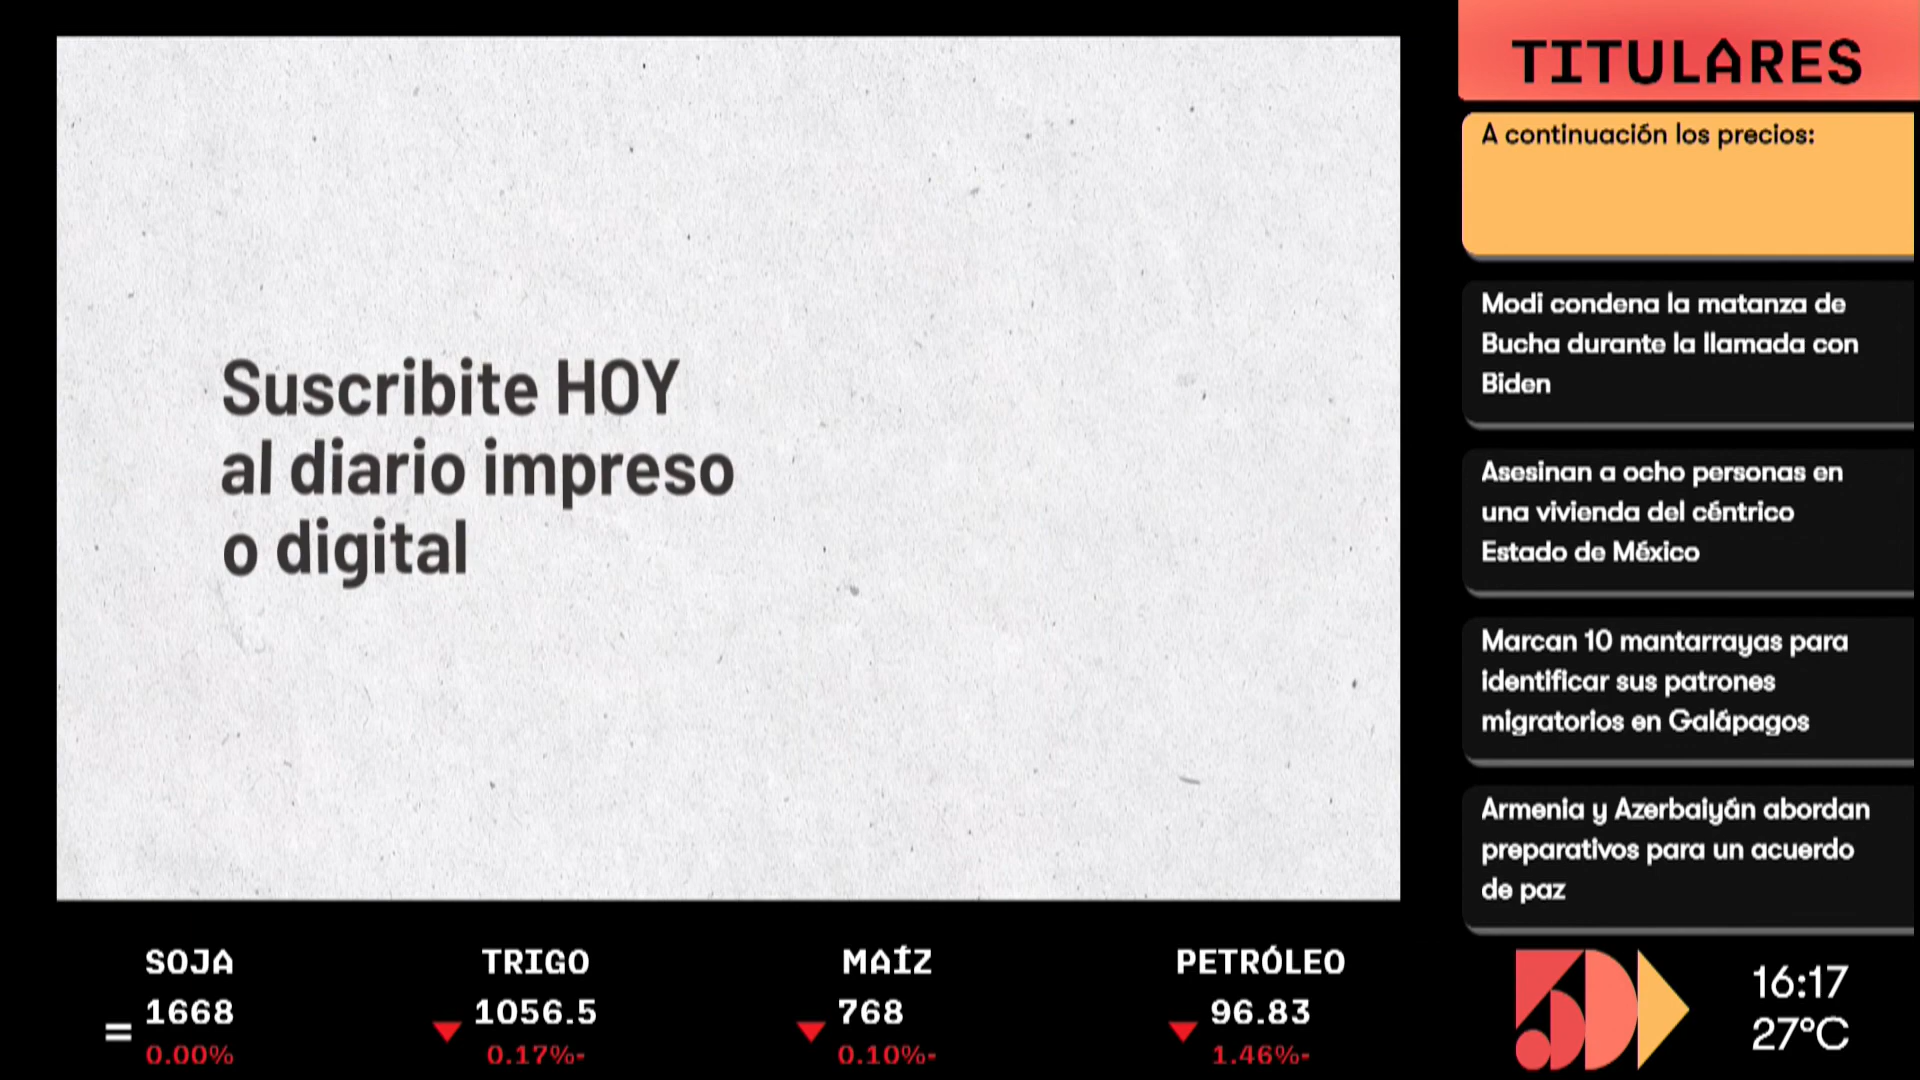 TITULARES
A continuación los precios:
Modi condena la matanza de
Bucha durante la llamada con
Biden
Asesinan a ocho personas en
una vivienda del céntrico
Estado de México
Marcan 10 mantarrayas para
identificar sus patrones
migratorios en Galápagos
Armenia y Azerbaiyán abordan
preparativos para un acuerdo
de paz
Suscribite HOY
al diario impreso
o digital
SOJA
= 1668
0.00%
TRIGO
1056.5
0.17%-
MAÍZ
768
0.10%-
PETRÓLEO
96.83
1.46%-
5D
16:17
27°C